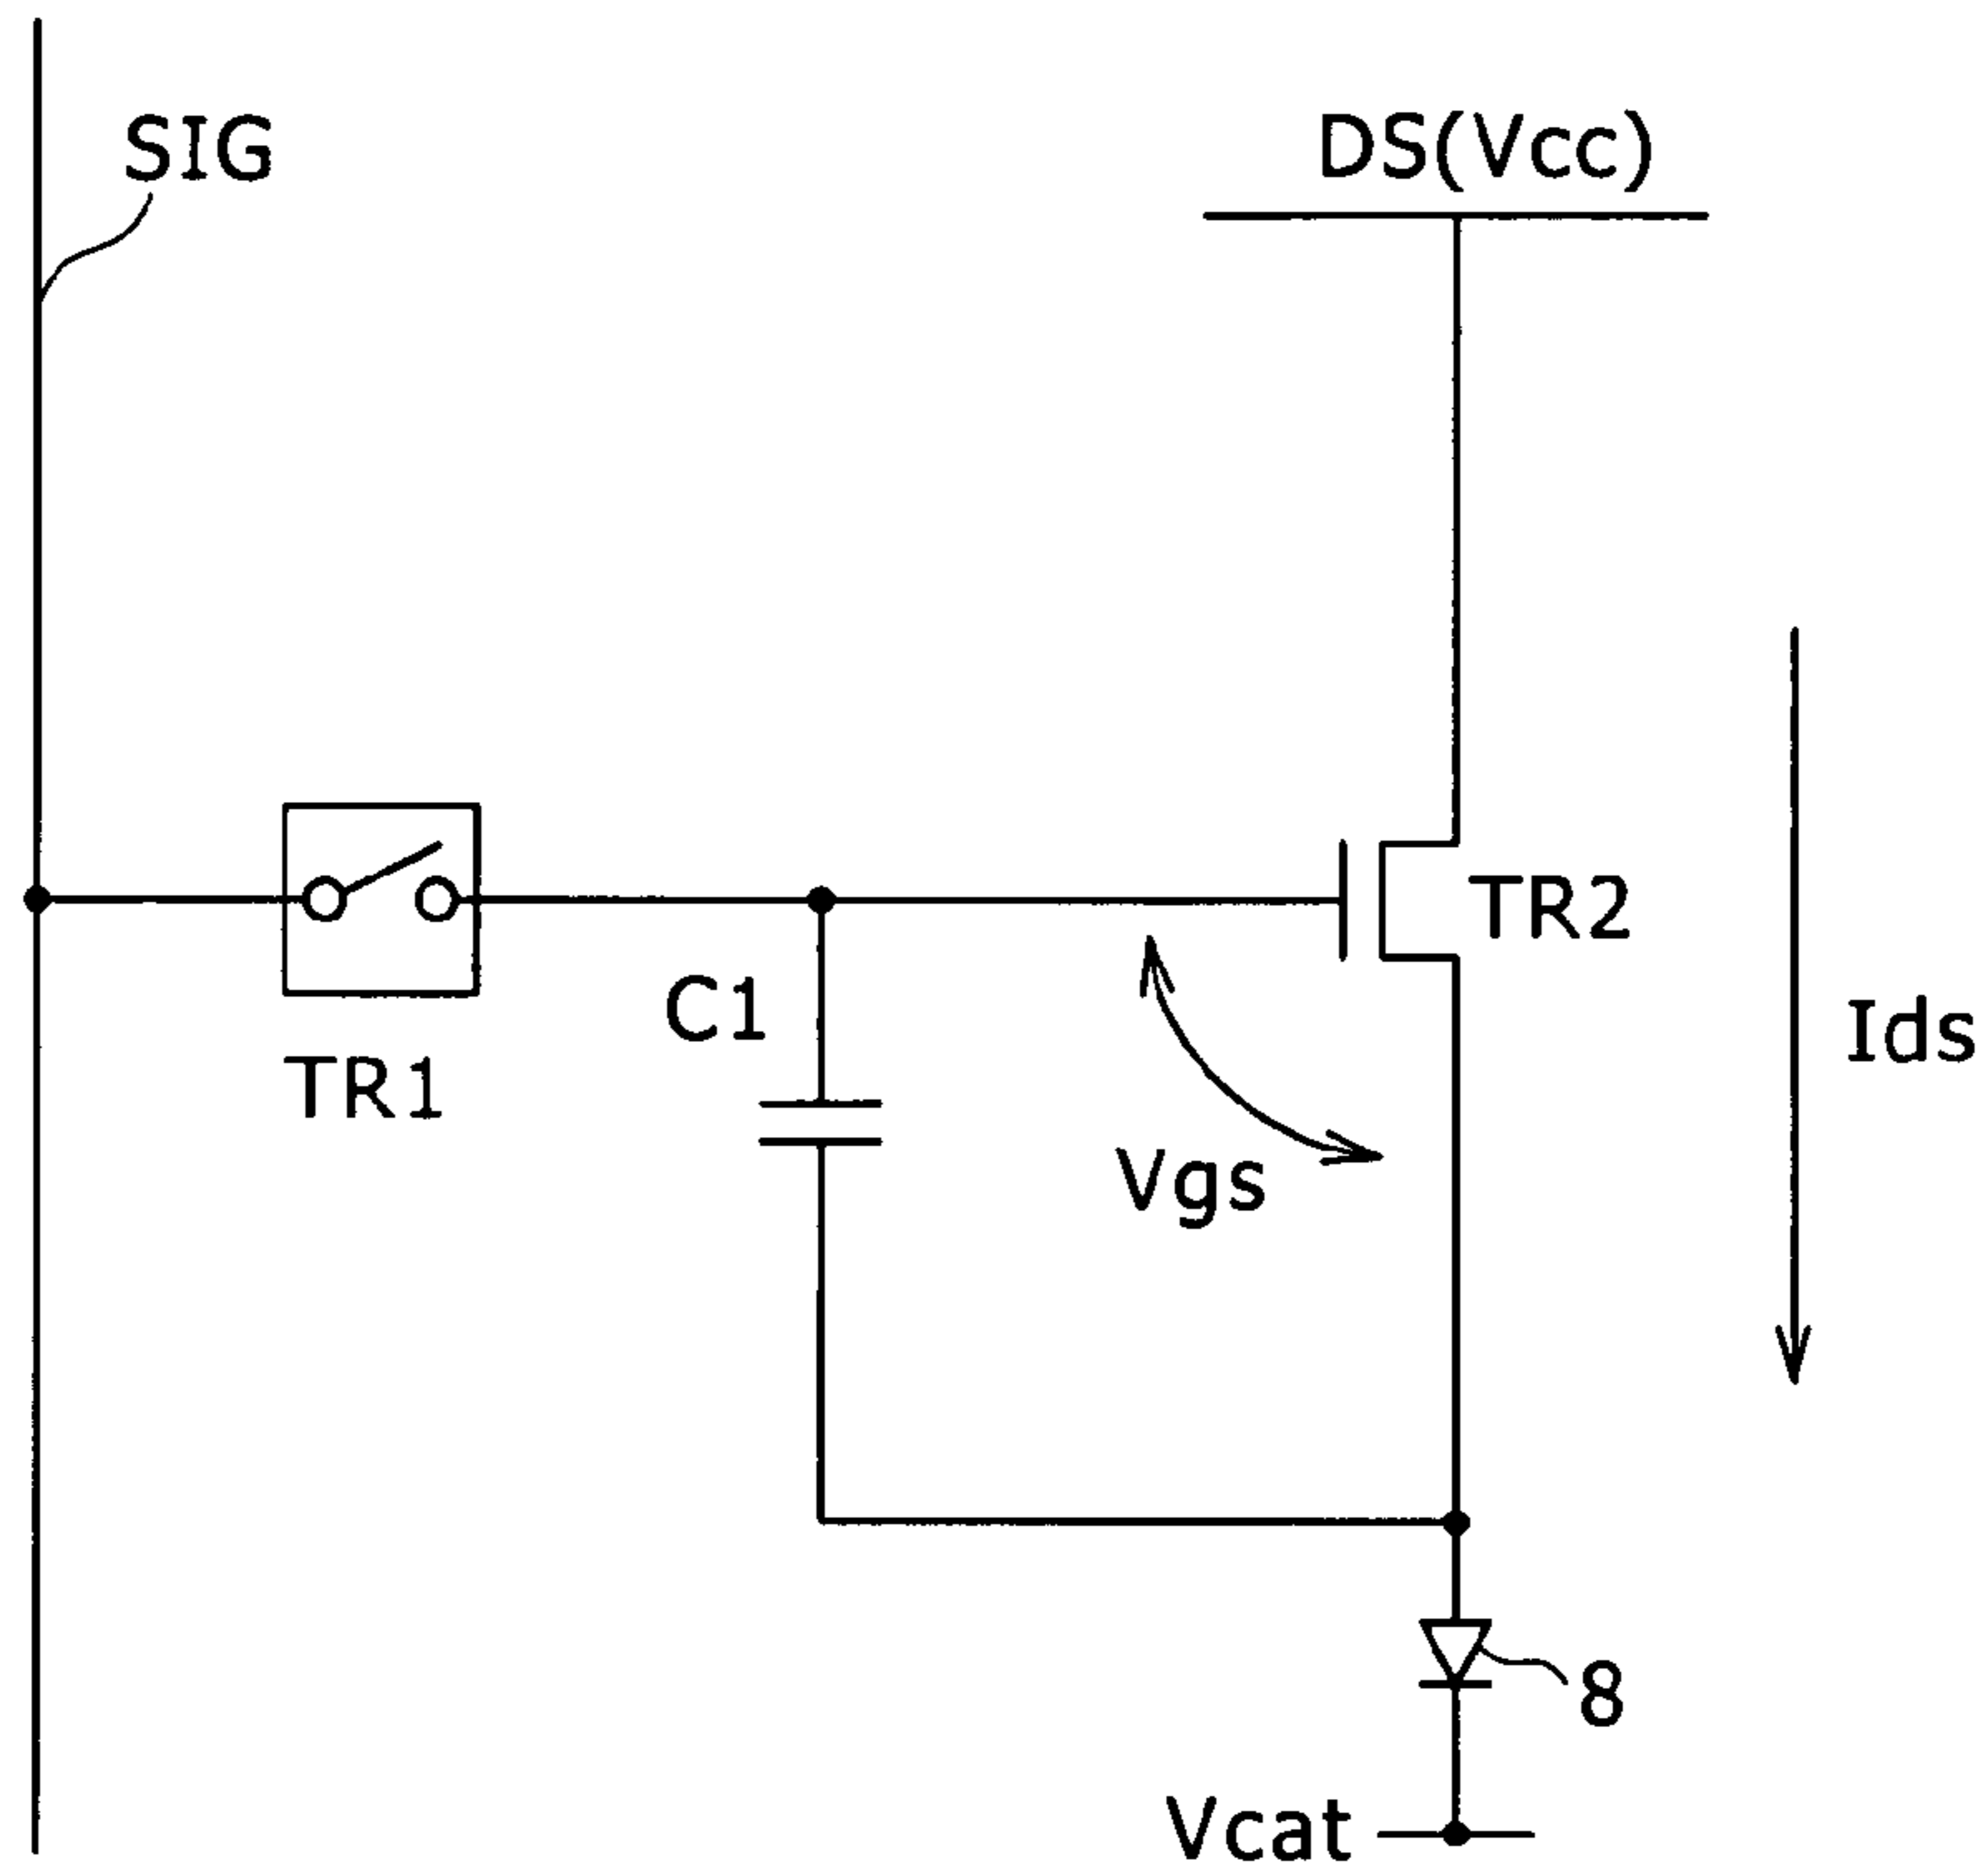 SIG
DS(Vcc)
TR2
C1
TR1
Ids
Vgs
8
Vcat